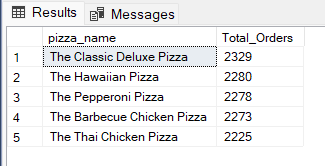 Results Messages
pizza_name Total_Orders
1 The Classic Deluxe Pizza 2329
2 The Hawaiian Pizza 2280
3 The Pepperoni Pizza 2278
4 The Barbecue Chicken Pizza 2273
5 The Thai Chicken Pizza 2225